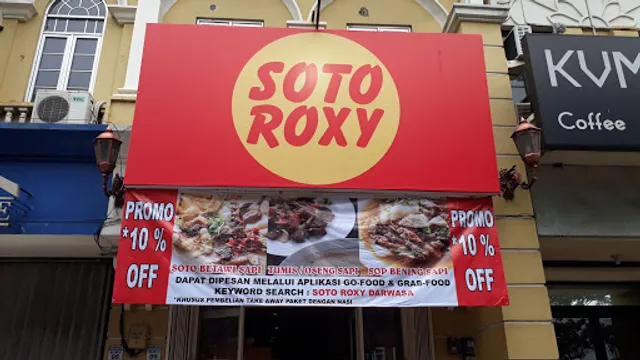 SOTO
ROXY
KVM
Coffee
PROMO
*10 %
OFF
PROMO
*10 %
OFF
SOTO BETAWI SAPI TUMIS/OSENG SAPI SOP BENING SAPI
DAPAT DIPESAN MELALUI APLIKASI GO-FOOD & GRAB-FOOD
KEYWORD SEARCH : SOTO ROXY DARWASA
*KHUSUS PEMBELIAN TAKE AWAY PAKET DENGAN NASI